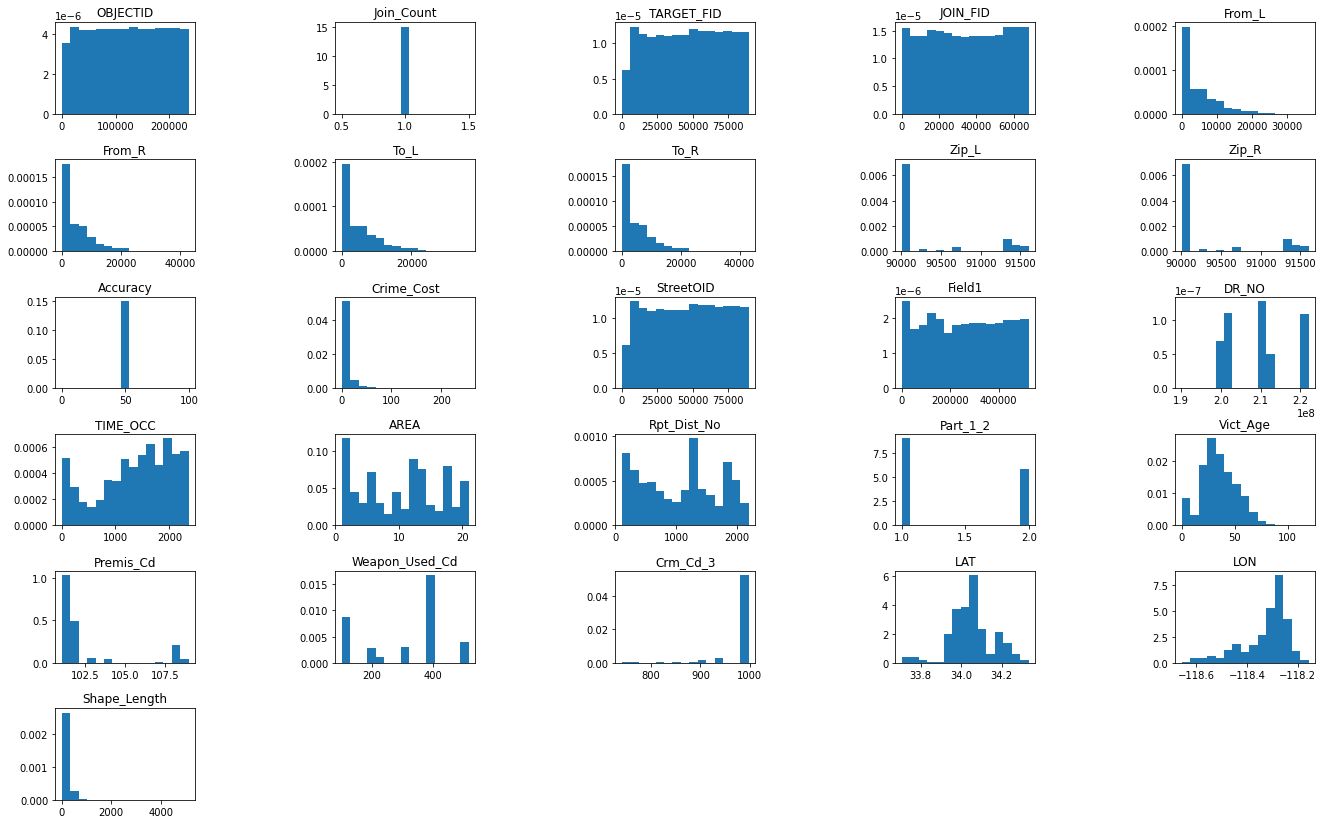 OBJECTID Join_Count TARGET_FID JOIN_FID From_L
1e−6 1e−5 1e−5
4 2 0
15 10 5 0
1.0 0.5 0.0
1.5 1.0 0.5 0.0
0.0002 0.0001 0.0000
0 100000 200000
0.5 1.0 1.5
0 25000 50000 75000
0 20000 40000 60000
0 10000 20000 30000
From_R To_L To_R Zip_L Zip_R
0.00015 0.00010 0.00005 0.00000
0.0002 0.0001 0.0000
0.00015 0.00010 0.00005 0.00000
0.006 0.004 0.002 0.000
0.006 0.004 0.002 0.000
0 20000 40000
0 20000
0 20000 40000
90000 90500 91000 91500
90000 90500 91000 91500
Accuracy Crime_Cost StreetOID Field1 DR_NO
1e−5 1e−6 1e−7
0.15 0.10 0.05 0.00
0.04 0.02 0.00
1.0 0.5 0.0
2 1 0
1.0 0.5 0.0
0 50 100
0 100 200
0 25000 50000 75000
0 200000 400000
1.9 2.0 2.1 2.2
1e8
TIME_OCC AREA Rpt_Dist_No Part_1_2 Vict_Age
0.0006 0.0004 0.0002 0.0000
0.10 0.05 0.00
0.0010 0.0005 0.0000
7.5 5.0 2.5 0.0
0.02 0.01 0.00
0 1000 2000
0 10 20
0 1000 2000
1.0 1.5 2.0
0 50 100
Premis_Cd Weapon_Used_Cd Crm_Cd_3 LAT LON
1.0 0.5 0.0
0.015 0.010 0.005 0.000
0.04 0.02 0.00
6 4 2 0
7.5 5.0 2.5 0.0
102.5 105.0 107.5
200 400
800 900 1000
33.8 34.0 34.2
−118.6 −118.4 −118.2
Shape_Length
0.002
0.001
0.000
0 2000 4000